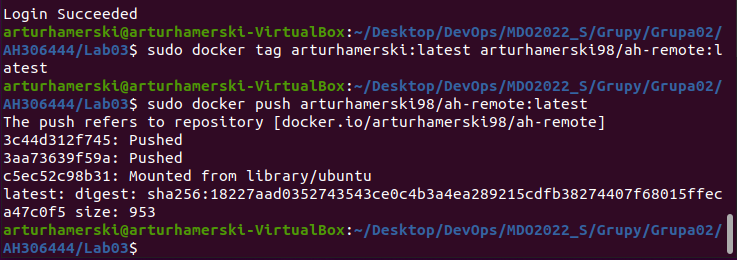 Login Succeeded
arturhamerski@arturhamerski-VirtualBox:~/Desktop/DevOps/MDO2022_S/Grupy/Grupa02/
AH306444/Lab03$ sudo docker tag arturhamerski:latest arturhamerski98/ah-remote:l
atest
arturhamerski@arturhamerski-VirtualBox:~/Desktop/DevOps/MDO2022_S/Grupy/Grupa02/
AH306444/Lab03$ sudo docker push arturhamerski98/ah-remote:latest
The push refers to repository [docker.io/arturhamerski98/ah-remote]
3c44d312f745: Pushed
3aa73639f59a: Pushed
c5ec52c98b31: Mounted from library/ubuntu
latest: digest: sha256:18227aad0352743543ce0c4b3a4ea289215cdfb38274407f68015ffec
a47c0f5 size: 953
arturhamerski@arturhamerski-VirtualBox:~/Desktop/DevOps/MDO2022_S/Grupy/Grupa02/
AH306444/Lab03$